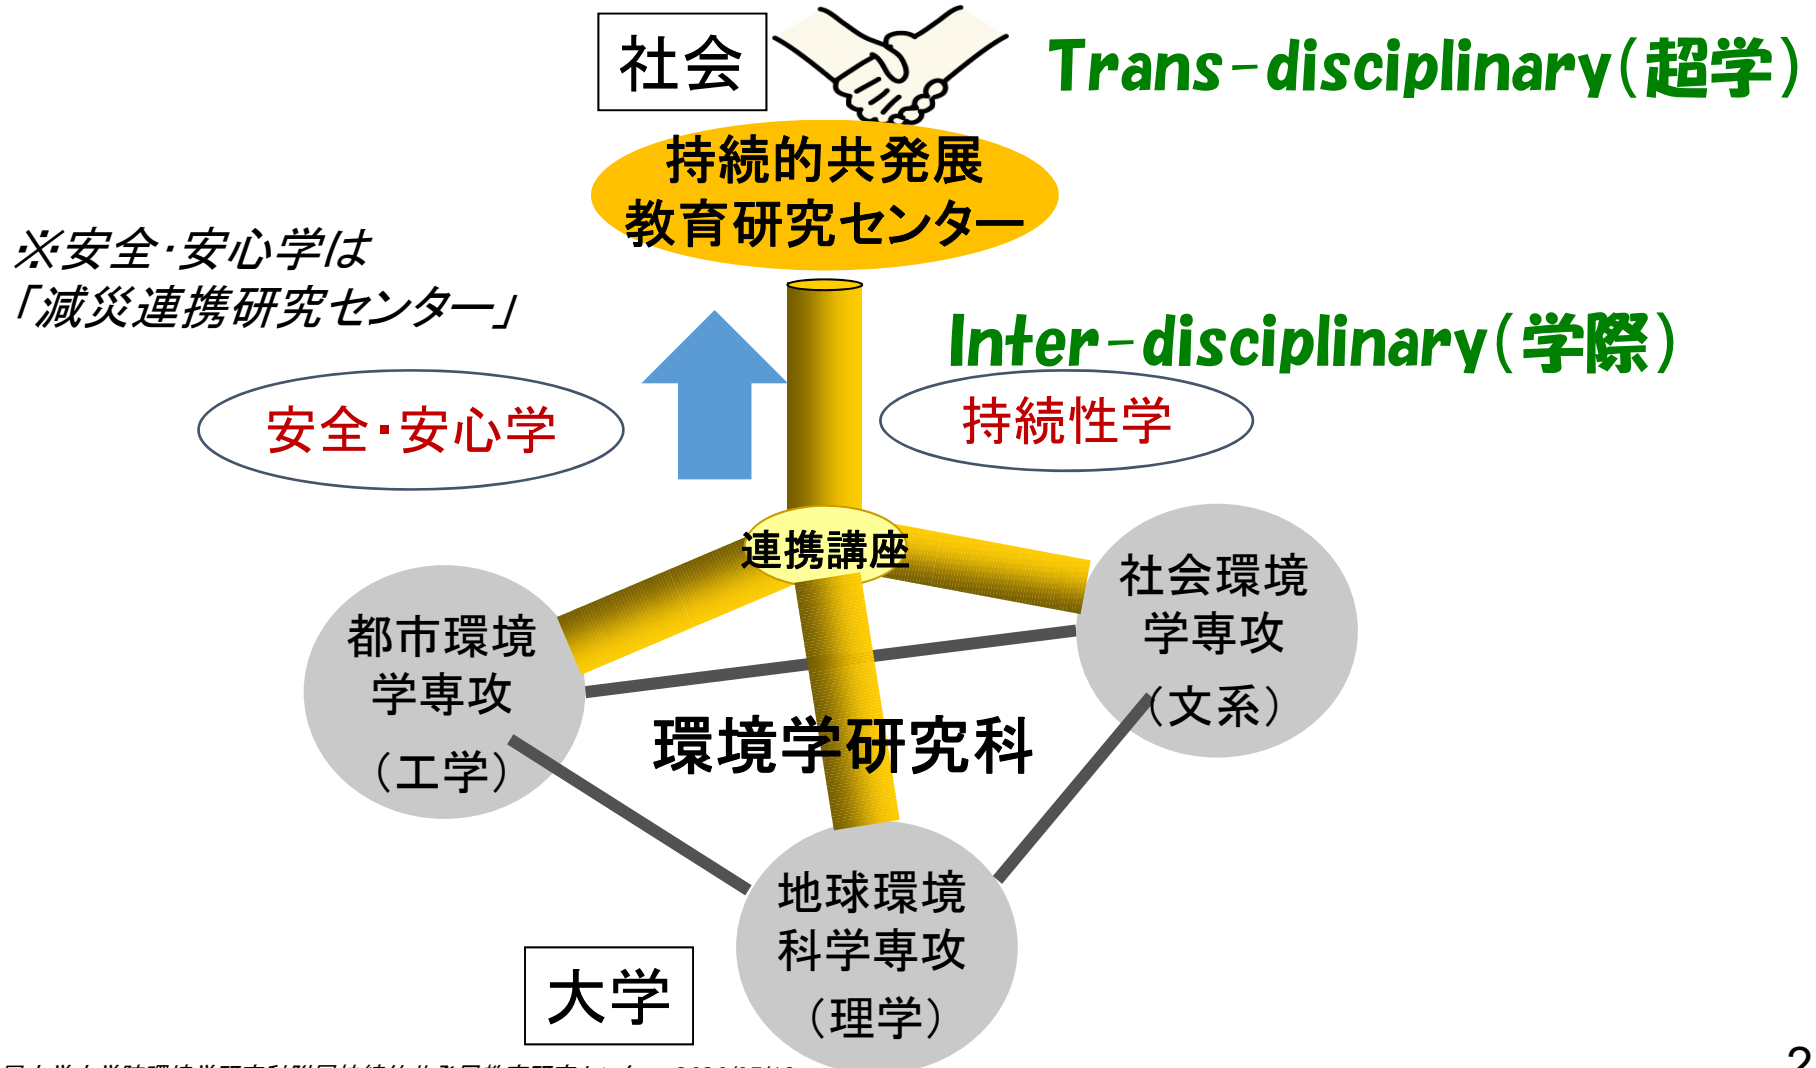 社会
Trans-disciplinary(超学)
持続的共発展
教育研究センター
※安全・安心学は
「減災連携研究センター」
Inter-disciplinary(学際)
安全・安心学
持続性学
連携講座
社会環境
学専攻
（文系）
都市環境
学専攻
（工学）
環境学研究科
地球環境
科学専攻
（理学）
大学
2